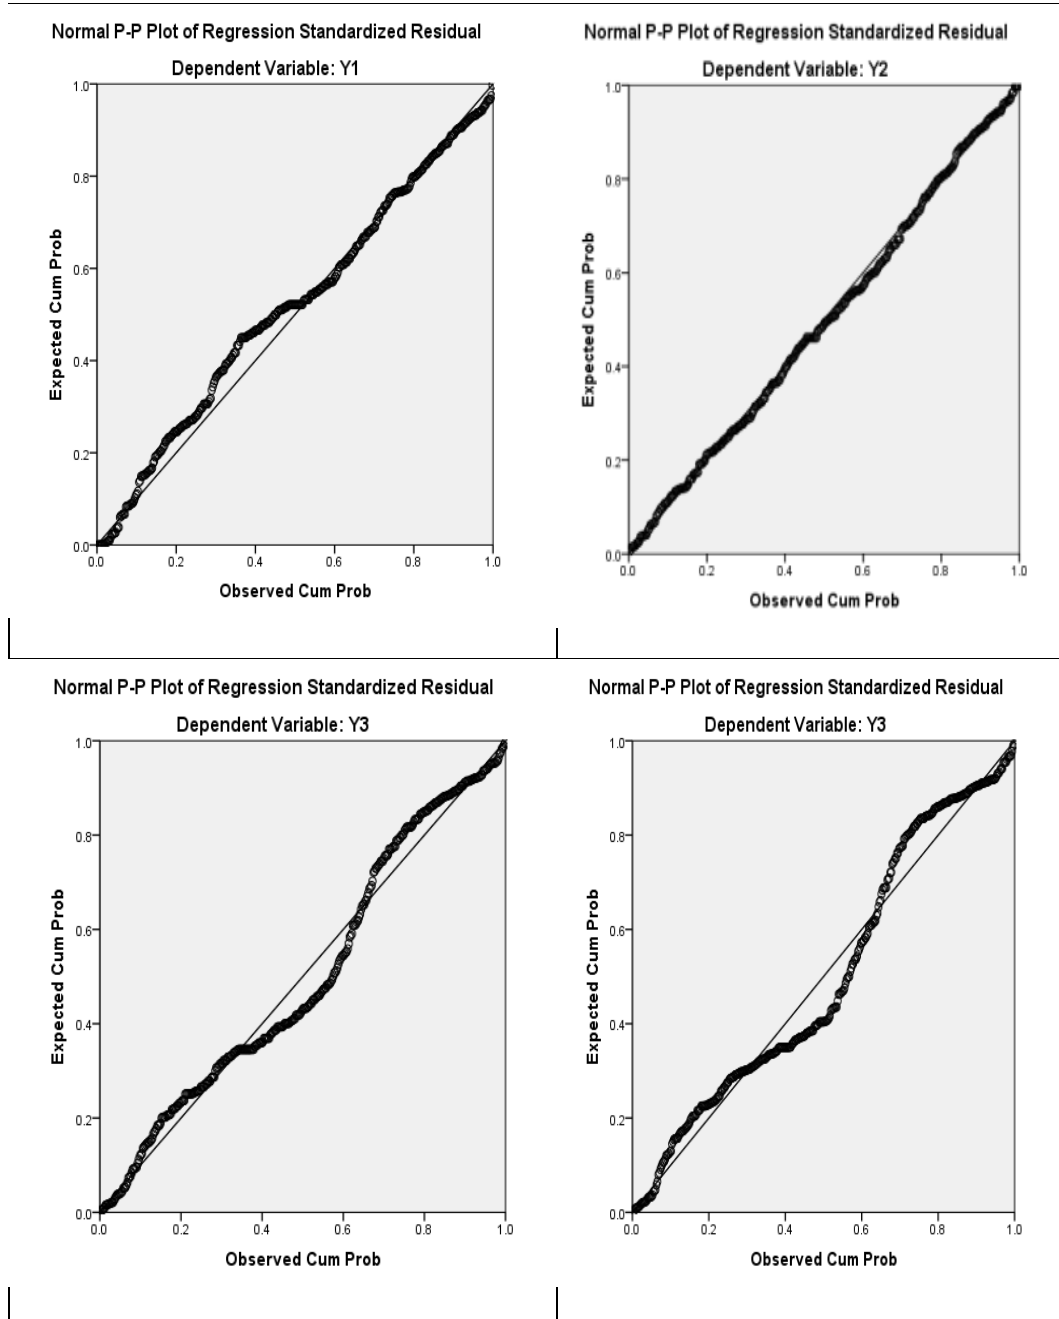 Normal P-P Plot of Regression Standardized Residual
Dependent Variable: Y1
1.0
0.8
0.6
0.4
0.2
0.0
Expected Cum Prob
0.0 0.2 0.4 0.6 0.8 1.0
Observed Cum Prob
Normal P-P Plot of Regression Standardized Residual
Dependent Variable: Y2
1.0
0.8
0.6
0.4
0.2
0.0
Expected Cum Prob
0.0 0.2 0.4 0.6 0.8 1.0
Observed Cum Prob
Normal P-P Plot of Regression Standardized Residual
Dependent Variable: Y3
1.0
0.8
0.6
0.4
0.2
0.0
Expected Cum Prob
0.0 0.2 0.4 0.6 0.8 1.0
Observed Cum Prob
Normal P-P Plot of Regression Standardized Residual
Dependent Variable: Y3
1.0
0.8
0.6
0.4
0.2
0.0
Expected Cum Prob
0.0 0.2 0.4 0.6 0.8 1.0
Observed Cum Prob